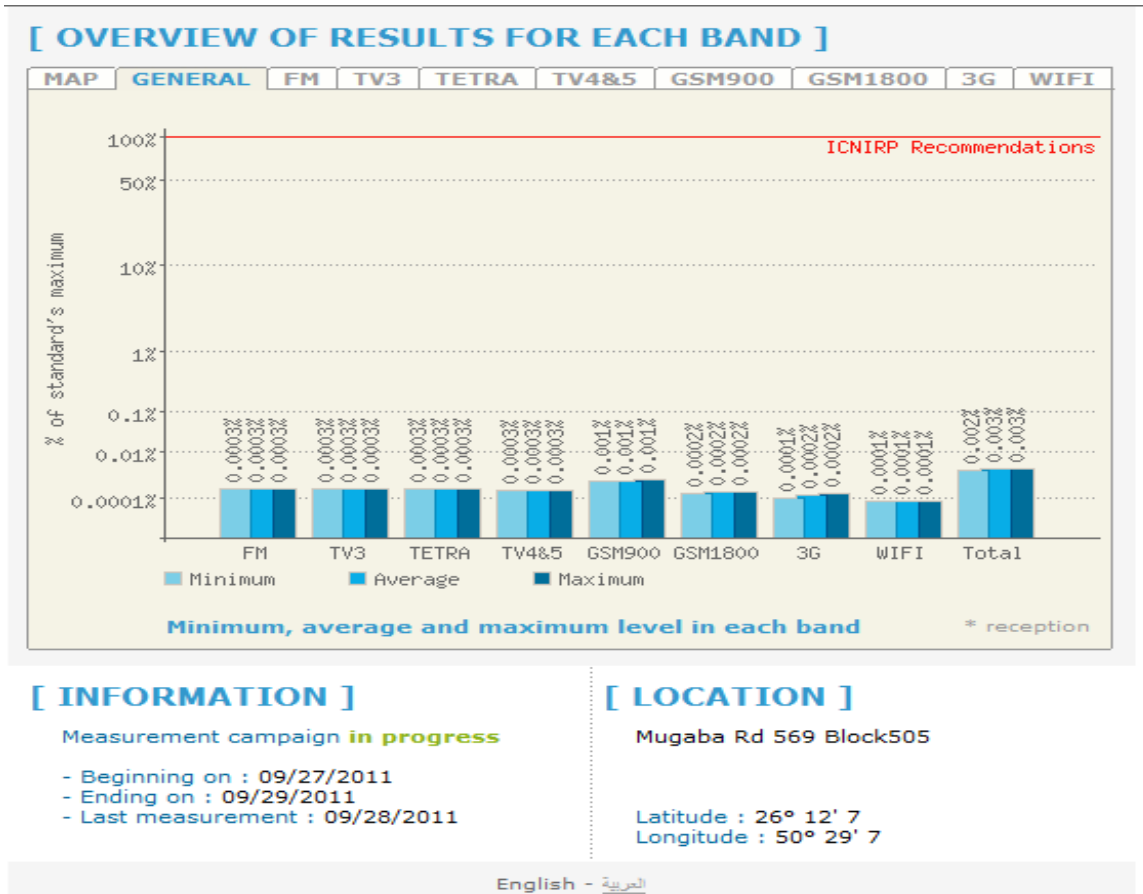 [ OVERVIEW OF RESULTS FOR EACH BAND ]
MAP GENERAL FM TV3 TETRA TV4&5 GSM900 GSM1800 3G WIFI
% of standard's maximum
100%
50%
10%
1%
0.1%
0.01%
0.0001%
ICNIRP Recommendations
0.0003% 0.0003% 0.0003%
0.0003% 0.0003% 0.0003%
0.0003% 0.0003% 0.0003%
0.0003% 0.0003% 0.0003%
0.001% 0.001% 0.001%
0.0002% 0.0002% 0.0002%
0.0001% 0.0002% 0.0002%
0.0001% 0.0001% 0.0001%
0.002% 0.003% 0.003%
FM TV3 TETRA TV4&5 GSM900 GSM1800 3G WIFI Total
Minimum Average Maximum
Minimum, average and maximum level in each band * reception
[ INFORMATION ]
Measurement campaign in progress
- Beginning on : 09/27/2011
- Ending on : 09/29/2011
- Last measurement : 09/28/2011
[ LOCATION ]
Mugaba Rd 569 Block505
Latitude : 26° 12' 7
Longitude : 50° 29' 7
English - العربية